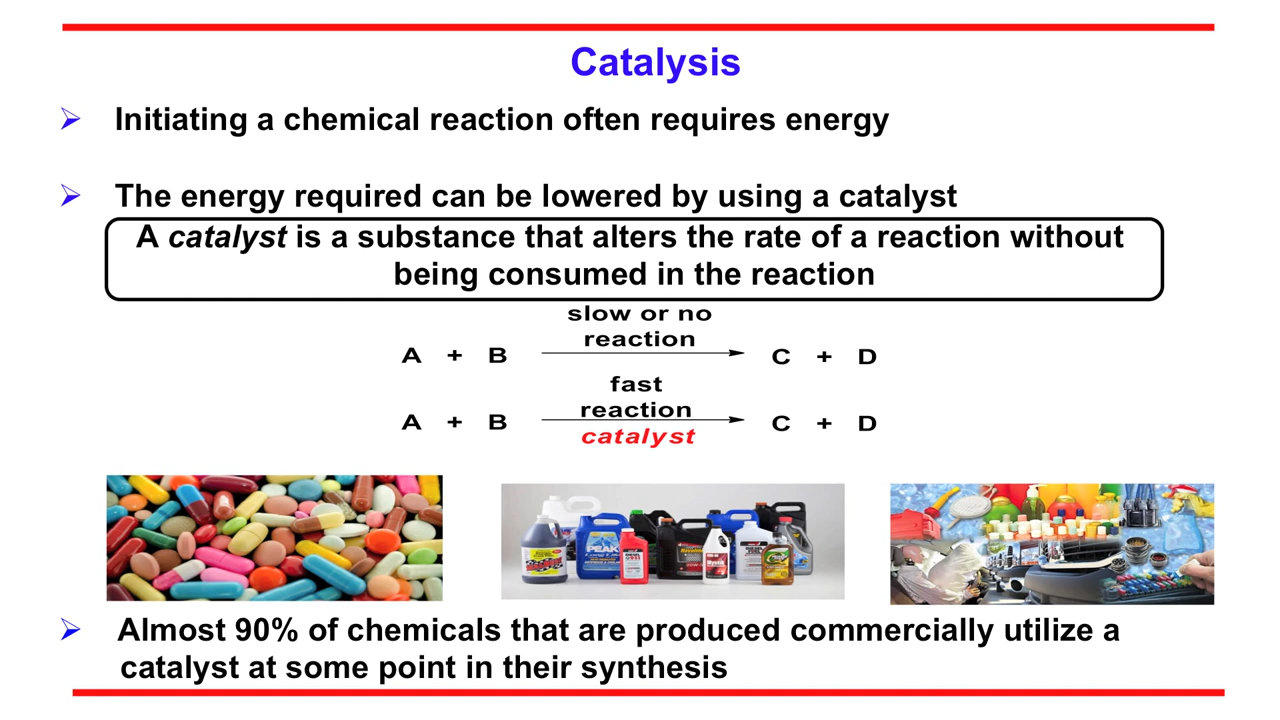 Catalysis
Initiating a chemical reaction often requires energy
The energy required can be lowered by using a catalyst
A catalyst is a substance that alters the rate of a reaction without
being consumed in the reaction
slow or no
reaction
A + B C + D
fast
reaction
A + B C + D
catalyst
PEAK
Almost 90% of chemicals that are produced commercially utilize a
catalyst at some point in their synthesis